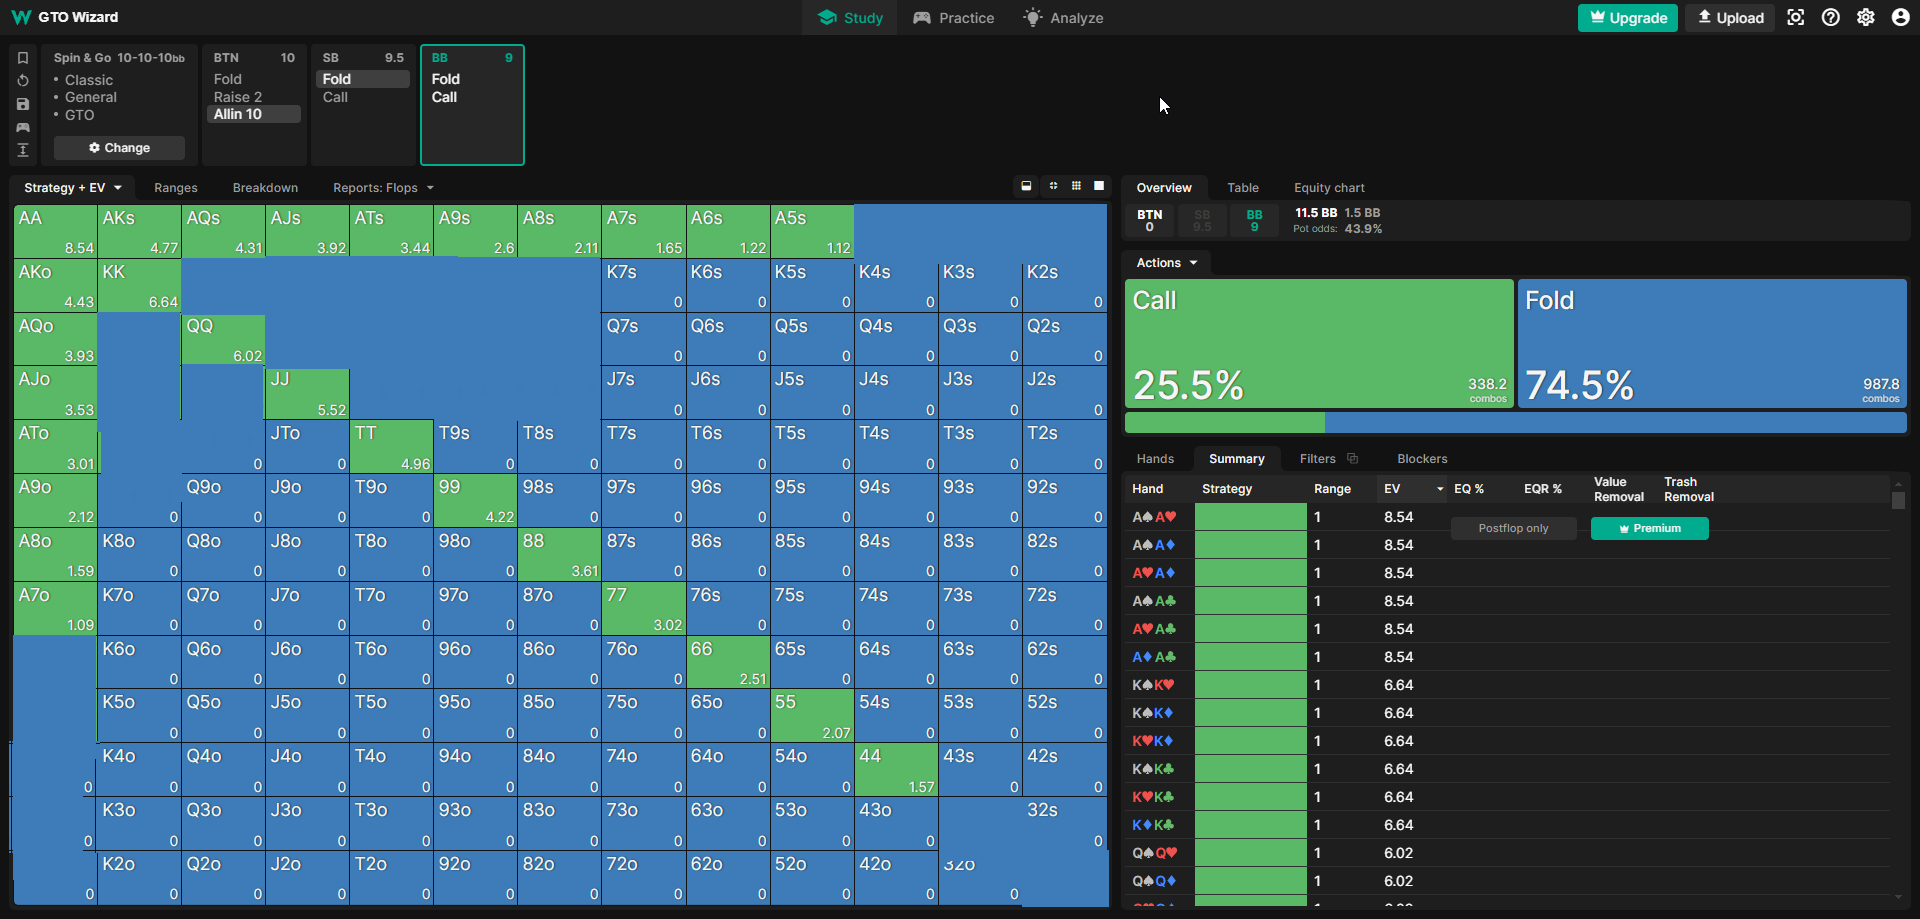 GTO Wizard
Study
Practice
Analyze
Upgrade
Upload
Spin & Go 10-10-10bb
• Classic
• General
• GTO
Change
BTN 10
Fold
Raise 2
Allin 10
SB 9.5
Fold
Call
BB 9
Fold
Call
Strategy + EV
Ranges
Breakdown
Reports: Flops
AA AKs AQs AJs ATs A9s A8s A7s A6s A5s
8.54 4.77 4.31 3.92 3.44 2.6 2.11 1.65 1.22 1.12
AKo KK K7s K6s K5s K4s K3s K2s
4.43 6.64 0 0 0 0 0 0
AQo QQ Q7s Q6s Q5s Q4s Q3s Q2s
3.93 6.02 0 0 0 0 0 0
AJo JJ J7s J6s J5s J4s J3s J2s
3.53 5.52 0 0 0 0 0 0
ATo JTo TT T9s T8s T7s T6s T5s T4s T3s T2s
3.01 0 0 4.96 0 0 0 0 0 0 0 0
A9o Q9o J9o T9o 99 98s 97s 96s 95s 94s 93s 92s
2.12 0 0 0 0 4.22 0 0 0 0 0 0 0
A8o K8o Q8o J8o T8o 98o 88 87s 86s 85s 84s 83s 82s
1.59 0 0 0 0 0 3.61 0 0 0 0 0 0
A7o K7o Q7o J7o T7o 97o 87o 77 76s 75s 74s 73s 72s
1.09 0 0 0 0 0 0 3.02 0 0 0 0 0
K6o Q6o J6o T6o 96o 86o 76o 66 65s 64s 63s 62s
0 0 0 0 0 0 0 2.51 0 0 0 0
K5o Q5o J5o T5o 95o 85o 75o 65o 55 54s 53s 52s
0 0 0 0 0 0 0 0 2.07 0 0 0
K4o Q4o J4o T4o 94o 84o 74o 64o 54o 44 43s 42s
0 0 0 0 0 0 0 0 0 0 1.57 0 0
K3o Q3o J3o T3o 93o 83o 73o 63o 53o 43o 32s
0 0 0 0 0 0 0 0 0 0 0 0
K2o Q2o J2o T2o 92o 82o 72o 62o 52o 42o 32o
0 0 0 0 0 0 0 0 0 0 0 0
Overview
Table
Equity chart
BTN 0
SB 9.5
BB 9
11.5 BB 1.5 BB
Pot odds: 43.9%
Actions
Call
25.5%
338.2 combos
Fold
74.5%
987.8 combos
Hands
Summary
Filters
Blockers
Hand Strategy Range EV EQ % EQR % Value Removal Trash Removal
Postflop only
Premium
A♠A♥ 1 8.54
A♠A♦ 1 8.54
A♥A♦ 1 8.54
A♠A♣ 1 8.54
A♥A♣ 1 8.54
A♦A♣ 1 8.54
K♠K♥ 1 6.64
K♠K♦ 1 6.64
K♥K♦ 1 6.64
K♠K♣ 1 6.64
K♥K♣ 1 6.64
K♦K♣ 1 6.64
Q♠Q♥ 1 6.02
Q♠Q♦ 1 6.02